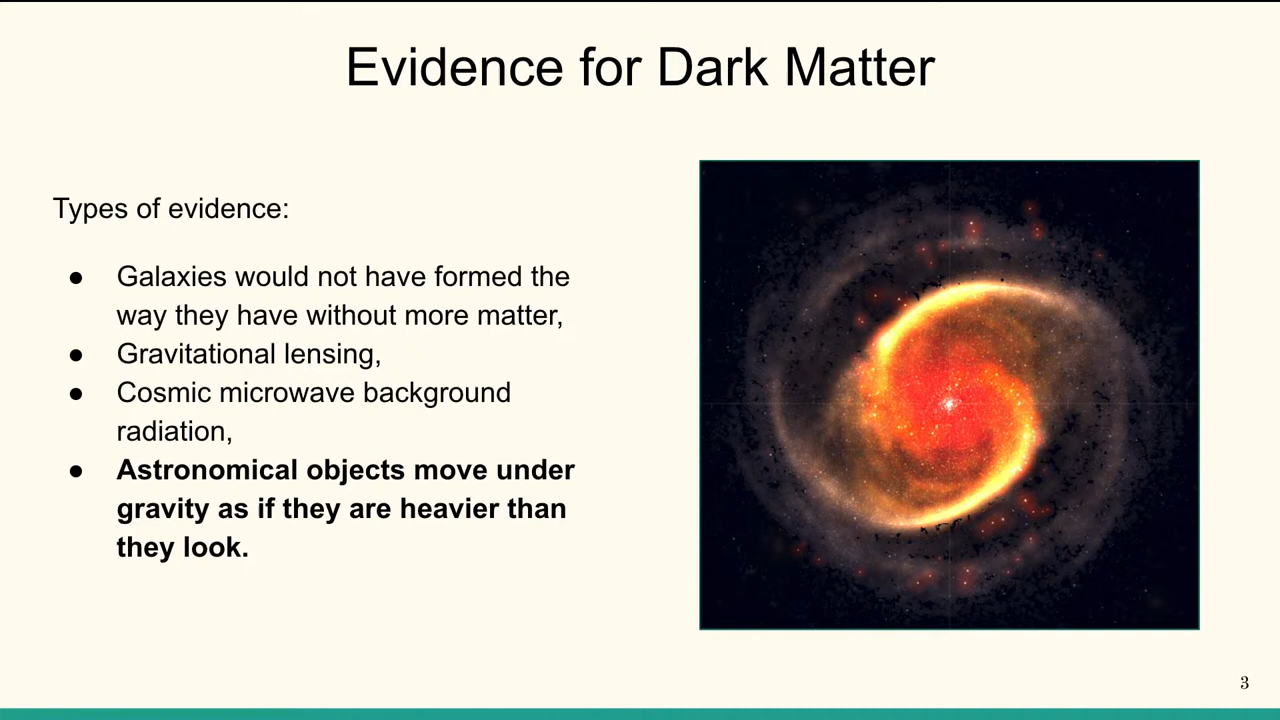 Evidence for Dark Matter
Types of evidence:
● Galaxies would not have formed the
way they have without more matter,
● Gravitational lensing,
● Cosmic microwave background
radiation,
● Astronomical objects move under
gravity as if they are heavier than
they look.
3